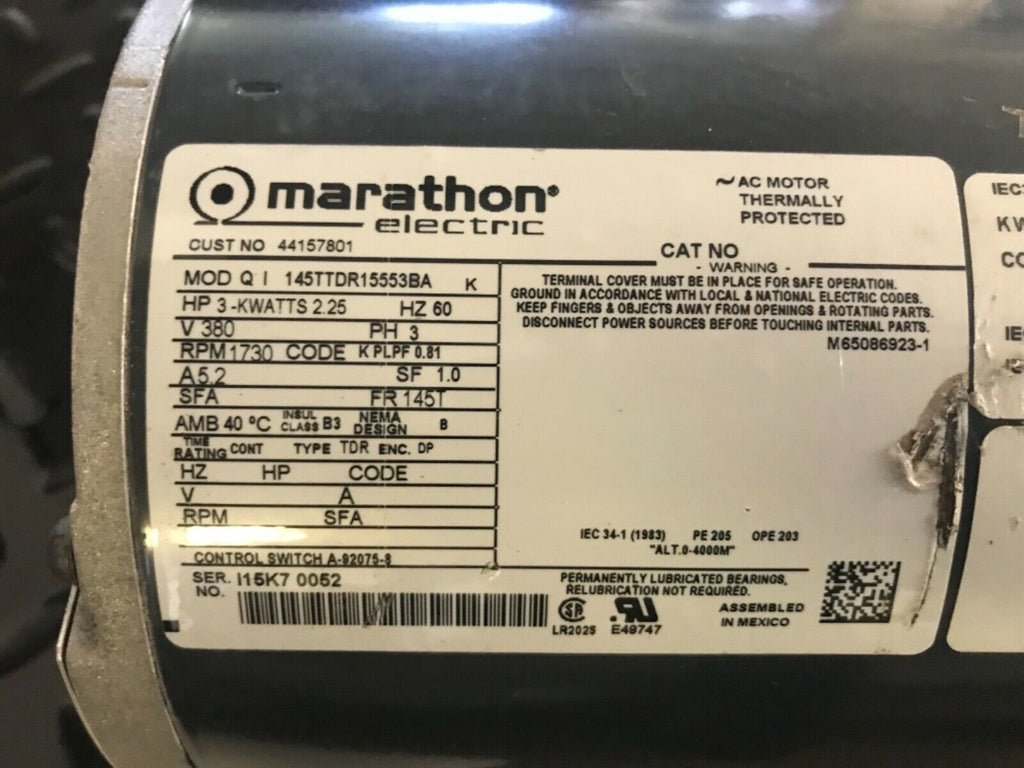 marathon®
electric
~AC MOTOR
THERMALLY
PROTECTED
CUST NO 44157801
CAT NO
MOD Q I 145TTDR15553BA K
HP 3 -KWATTS 2.25 HZ 60
V 380 PH 3
RPM 1730 CODE K PLPF 0.81
A 5.2 SF 1.0
SFA FR 145T
AMB 40 °C INSUL CLASS B3 NEMA DESIGN B
TIME RATING CONT TYPE TDR ENC. DP
HZ HP CODE
V A
RPM SFA
CONTROL SWITCH A-92075-8
SER. NO. I15K7 0052
- WARNING -
TERMINAL COVER MUST BE IN PLACE FOR SAFE OPERATION.
GROUND IN ACCORDANCE WITH LOCAL & NATIONAL ELECTRIC CODES.
KEEP FINGERS & OBJECTS AWAY FROM OPENINGS & ROTATING PARTS.
DISCONNECT POWER SOURCES BEFORE TOUCHING INTERNAL PARTS.
M65086923-1
IEC 34-1 (1983) PE 205 OPE 203
"ALT.0-4000M"
PERMANENTLY LUBRICATED BEARINGS,
RELUBRICATION NOT REQUIRED.
LR2025 E49747
ASSEMBLED
IN MEXICO
IEC
KW
CO
IE